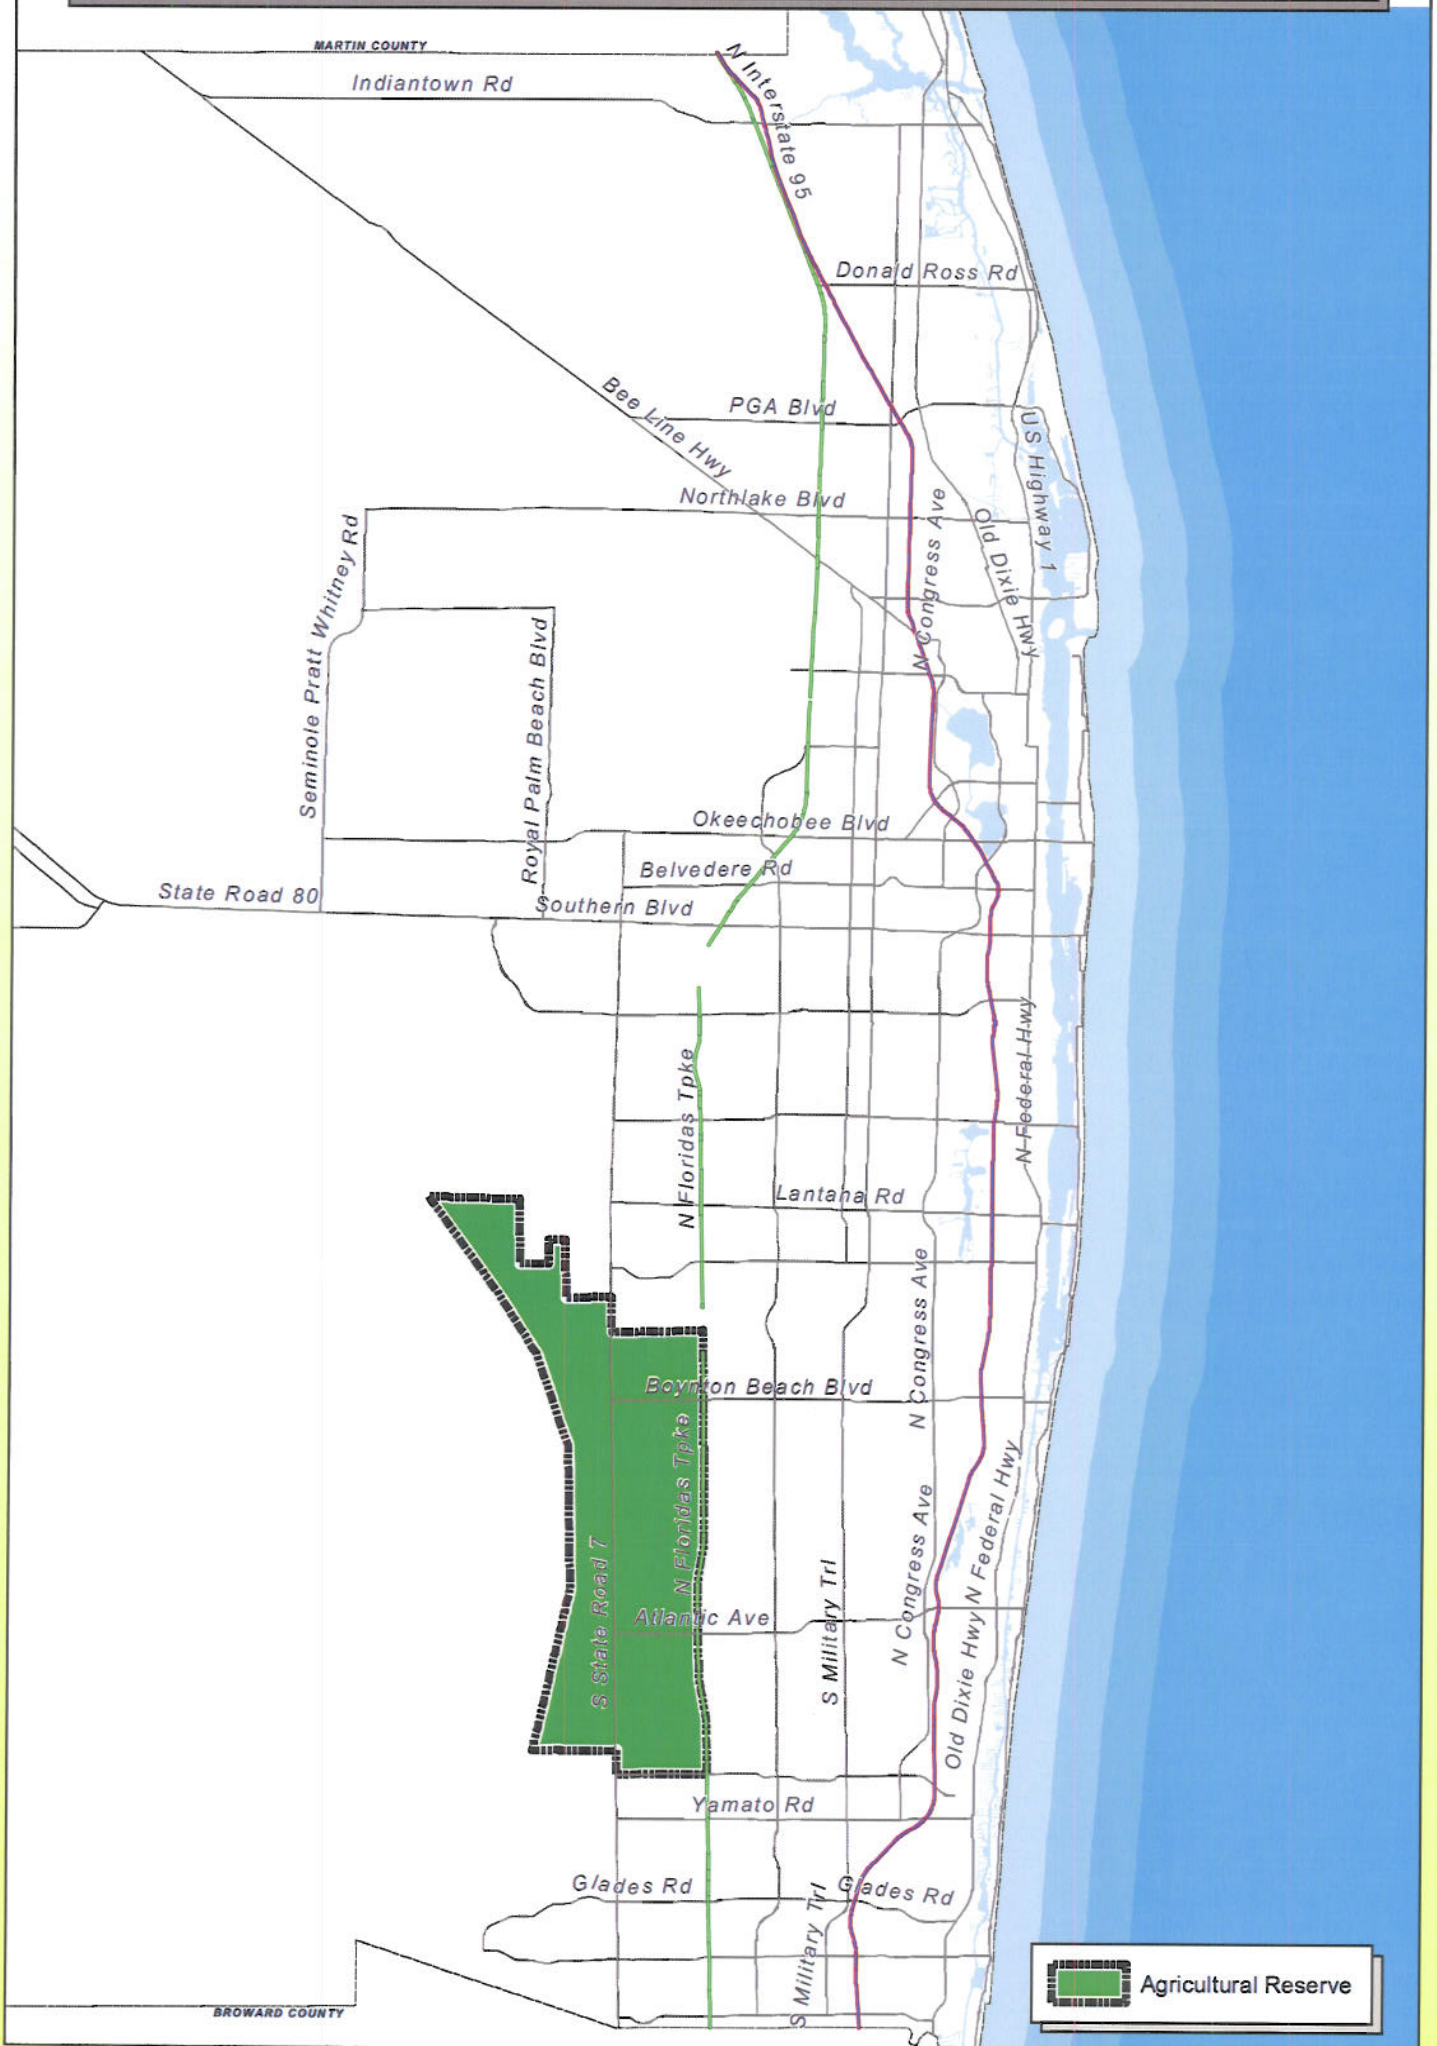 MARTIN COUNTY
Indiantown Rd
N Interstate 95
Donald Ross Rd
Bee Line Hwy
PGA Blvd
US Highway 1
Northlake Blvd
N Congress Ave
Old Dixie Hwy
Seminole Pratt Whitney Rd
Royal Palm Beach Blvd
Okeechobee Blvd
Belvedere Rd
State Road 80
Southern Blvd
N Federal Hwy
N Floridas Tpke
Lantana Rd
N Congress Ave
Boynton Beach Blvd
N Floridas Tpke
N Federal Hwy
N Congress Ave
S State Road 7
Atlantic Ave
S Military Trl
Old Dixie Hwy
Yamato Rd
Glades Rd
Glades Rd
S Military Trl
BROWARD COUNTY
Agricultural Reserve